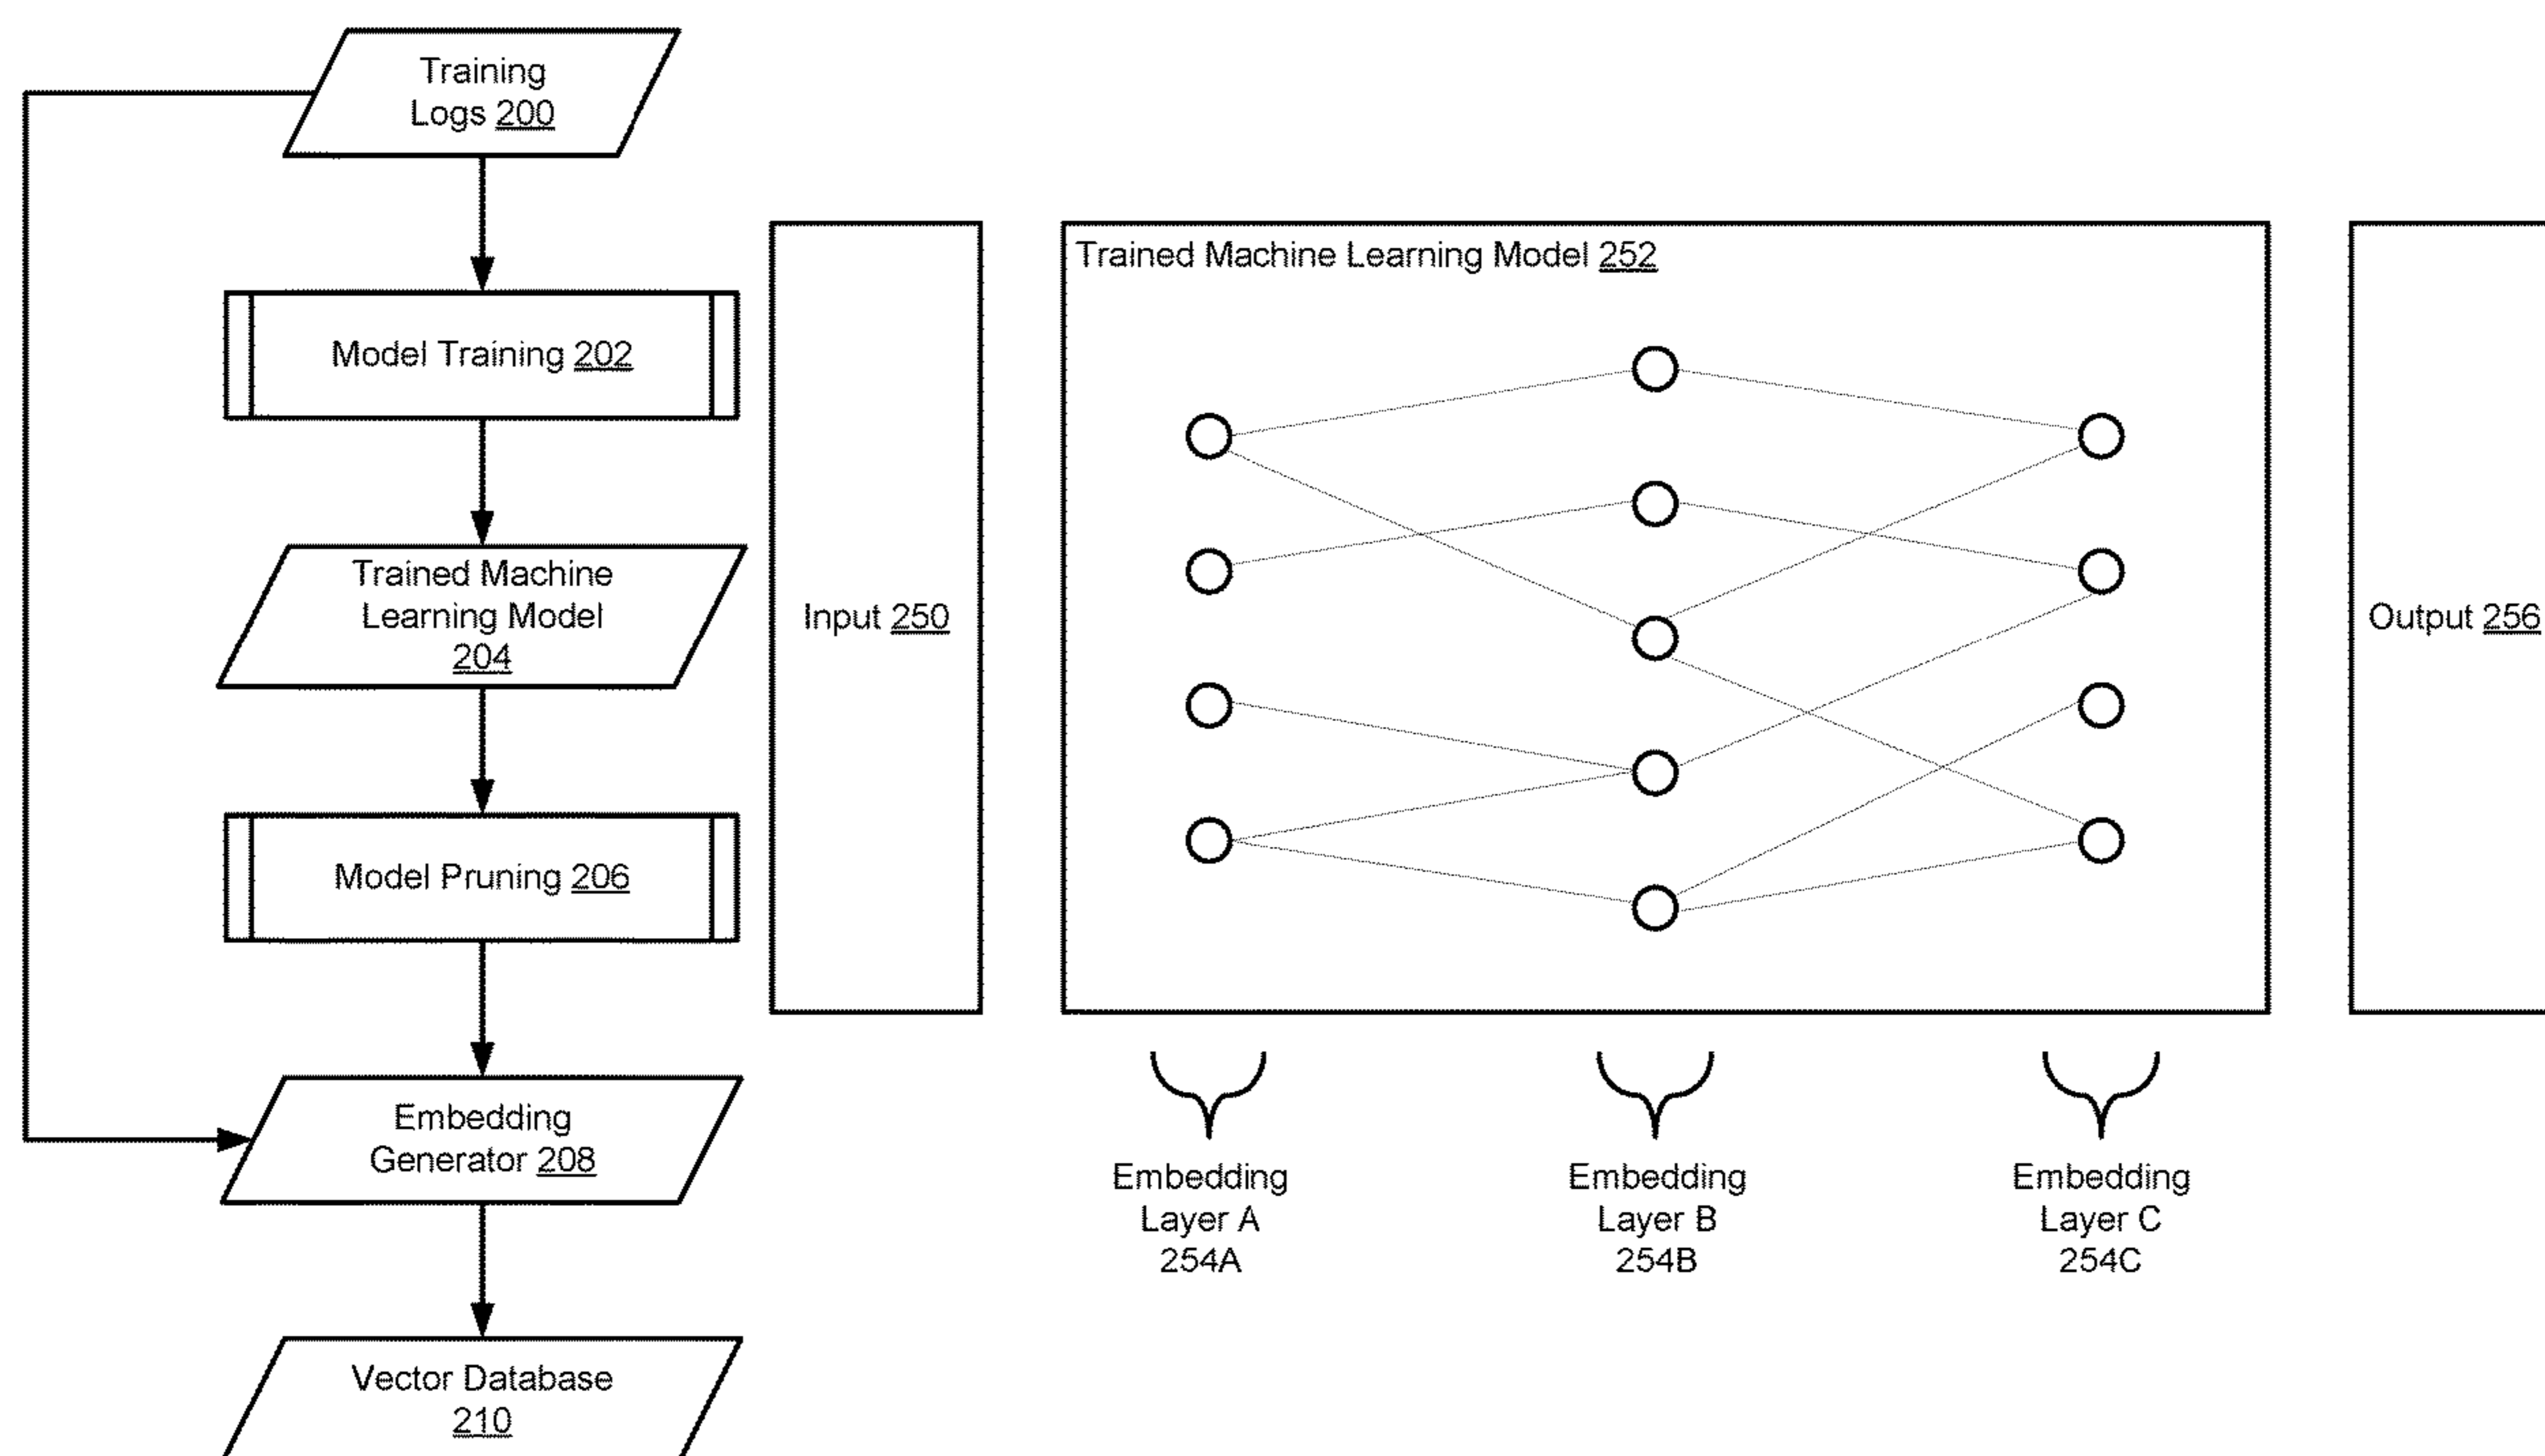 Training
Logs 200
Model Training 202
Trained Machine
Learning Model
204
Model Pruning 206
Embedding
Generator 208
Vector Database
210
Input 250
Trained Machine Learning Model 252
Embedding
Layer A
254A
Embedding
Layer B
254B
Embedding
Layer C
254C
Output 256